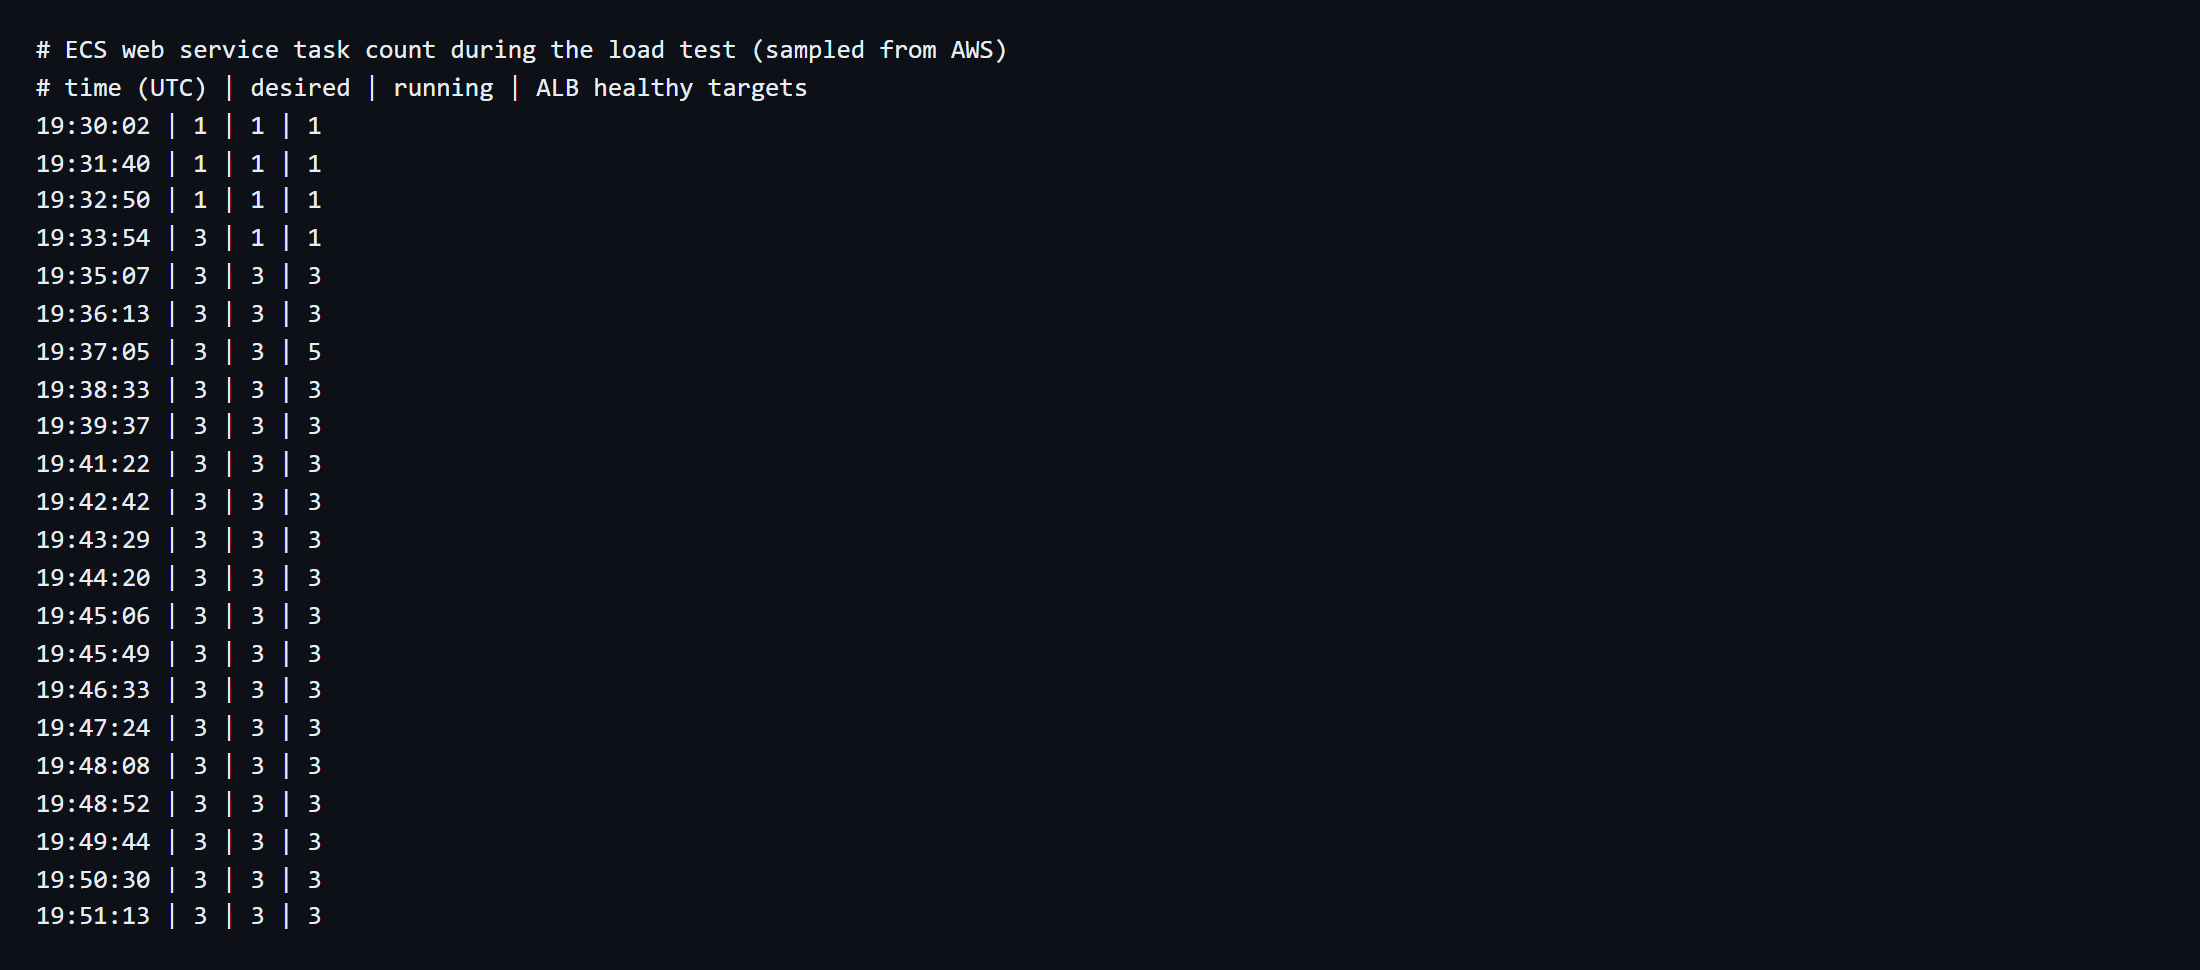 # ECS web service task count during the load test (sampled from AWS)
# time (UTC) | desired | running | ALB healthy targets
19:30:02 | 1 | 1 | 1
19:31:40 | 1 | 1 | 1
19:32:50 | 1 | 1 | 1
19:33:54 | 3 | 1 | 1
19:35:07 | 3 | 3 | 3
19:36:13 | 3 | 3 | 3
19:37:05 | 3 | 3 | 5
19:38:33 | 3 | 3 | 3
19:39:37 | 3 | 3 | 3
19:41:22 | 3 | 3 | 3
19:42:42 | 3 | 3 | 3
19:43:29 | 3 | 3 | 3
19:44:20 | 3 | 3 | 3
19:45:06 | 3 | 3 | 3
19:45:49 | 3 | 3 | 3
19:46:33 | 3 | 3 | 3
19:47:24 | 3 | 3 | 3
19:48:08 | 3 | 3 | 3
19:48:52 | 3 | 3 | 3
19:49:44 | 3 | 3 | 3
19:50:30 | 3 | 3 | 3
19:51:13 | 3 | 3 | 3